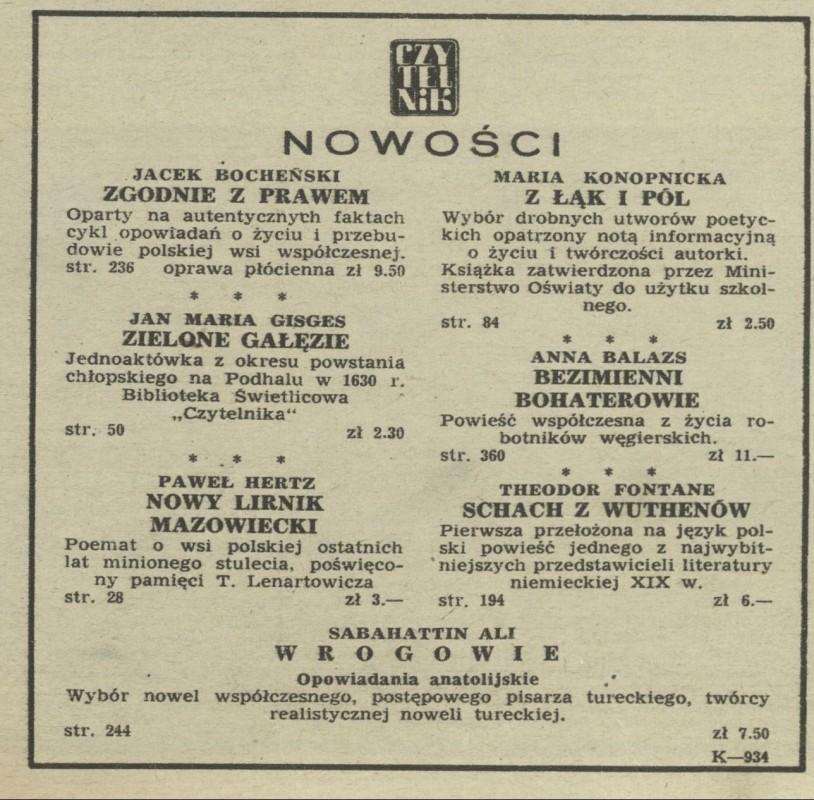 CZY
TEL
NiK
NOWOŚCI
JACEK BOCHEŃSKI
ZGODNIE Z PRAWEM
Oparty na autentycznych faktach
cykl opowiadań o życiu i przebu-
dowie polskiej wsi współczesnej.
str. 236 oprawa płócienna zł 9.50
* * *
JAN MARIA GISGES
ZIELONE GAŁĘZIE
Jednoaktówka z okresu powstania
chłopskiego na Podhalu w 1630 r.
Biblioteka Świetlicowa
„Czytelnika“
str. 50 zł 2.30
* * *
PAWEŁ HERTZ
NOWY LIRNIK
MAZOWIECKI
Poemat o wsi polskiej ostatnich
lat minionego stulecia, poświęco-
ny pamięci T. Lenartowicza
str. 28 zł 3.—
MARIA KONOPNICKA
Z ŁĄK I PÓL
Wybór drobnych utworów poetyc-
kich opatrzony notą informacyjną
o życiu i twórczości autorki.
Książka zatwierdzona przez Mini-
sterstwo Oświaty do użytku szkol-
nego.
str. 84 zł 2.50
* * *
ANNA BALAZS
BEZIMIENNI
BOHATEROWIE
Powieść współczesna z życia ro-
botników węgierskich.
str. 360 zł 11.—
* * *
THEODOR FONTANE
SCHACH Z WUTHENÓW
Pierwsza przełożona na język pol-
ski powieść jednego z najwybit-
niejszych przedstawicieli literatury
niemieckiej XIX w.
str. 194 zł 6.—
SABAHATTIN ALI
WROGOWIE
Opowiadania anatolijskie
Wybór nowel współczesnego, postępowego pisarza tureckiego, twórcy
realistycznej noweli tureckiej.
str. 244 zł 7.50
K—934